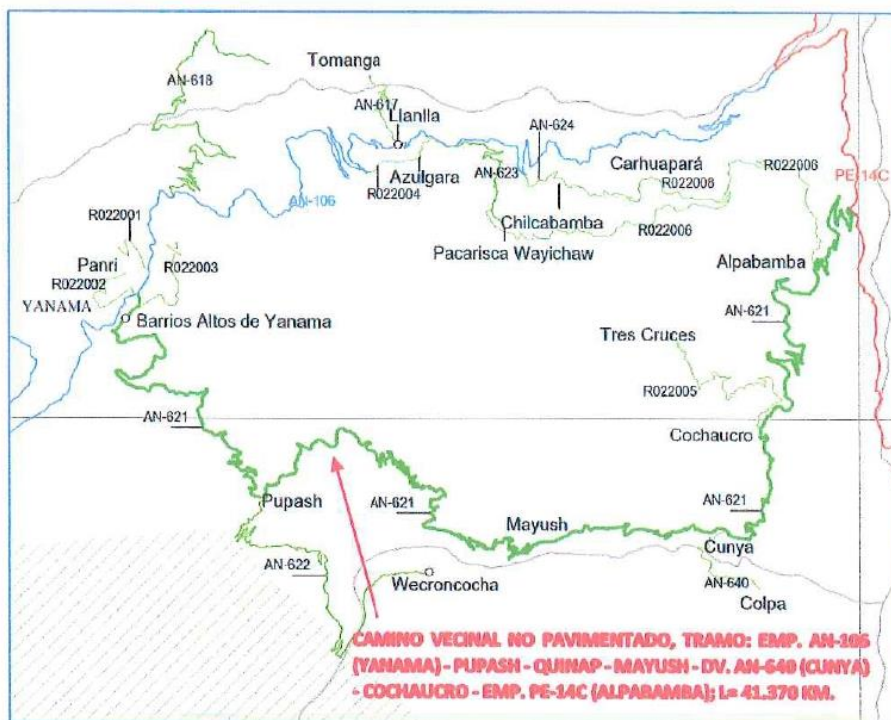 Tomanga
AN-618
AN-617
Llanlla
AN-624
Azulgara
R022004
AN-623
Carhuapará
R022006
R022008
PE-14C
AN-106
Chilcabamba
R022006
R022001
Pacarisca Wayichaw
Panri
R022003
R022002
Alpabamba
YANAMA
Barrios Altos de Yanama
AN-621
Tres Cruces
R022005
AN-621
Cochaucro
Pupash
AN-621
AN-621
Mayush
Cunya
AN-622
Wecroncocha
AN-640
Colpa
CAMINO VECINAL NO PAVIMENTADO, TRAMO: EMP. AN-106
(YANAMA) - PUPASH - QUINAP - MAYUSH - DV. AN-640 (CUNYA)
- COCHAUCRO - EMP. PE-14C (ALPABAMBA); L= 41.370 KM.